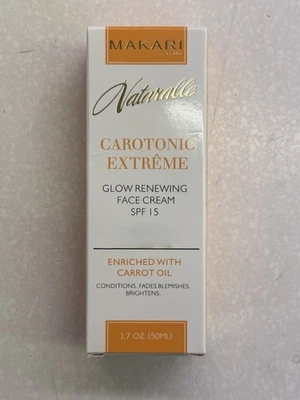 MAKARI
Naturalle
CAROTONIC
EXTRÊME
GLOW RENEWING
FACE CREAM
SPF 15
ENRICHED WITH
CARROT OIL
CONDITIONS. FADES BLEMISHES.
BRIGHTENS.
1.7 OZ. (50ML)